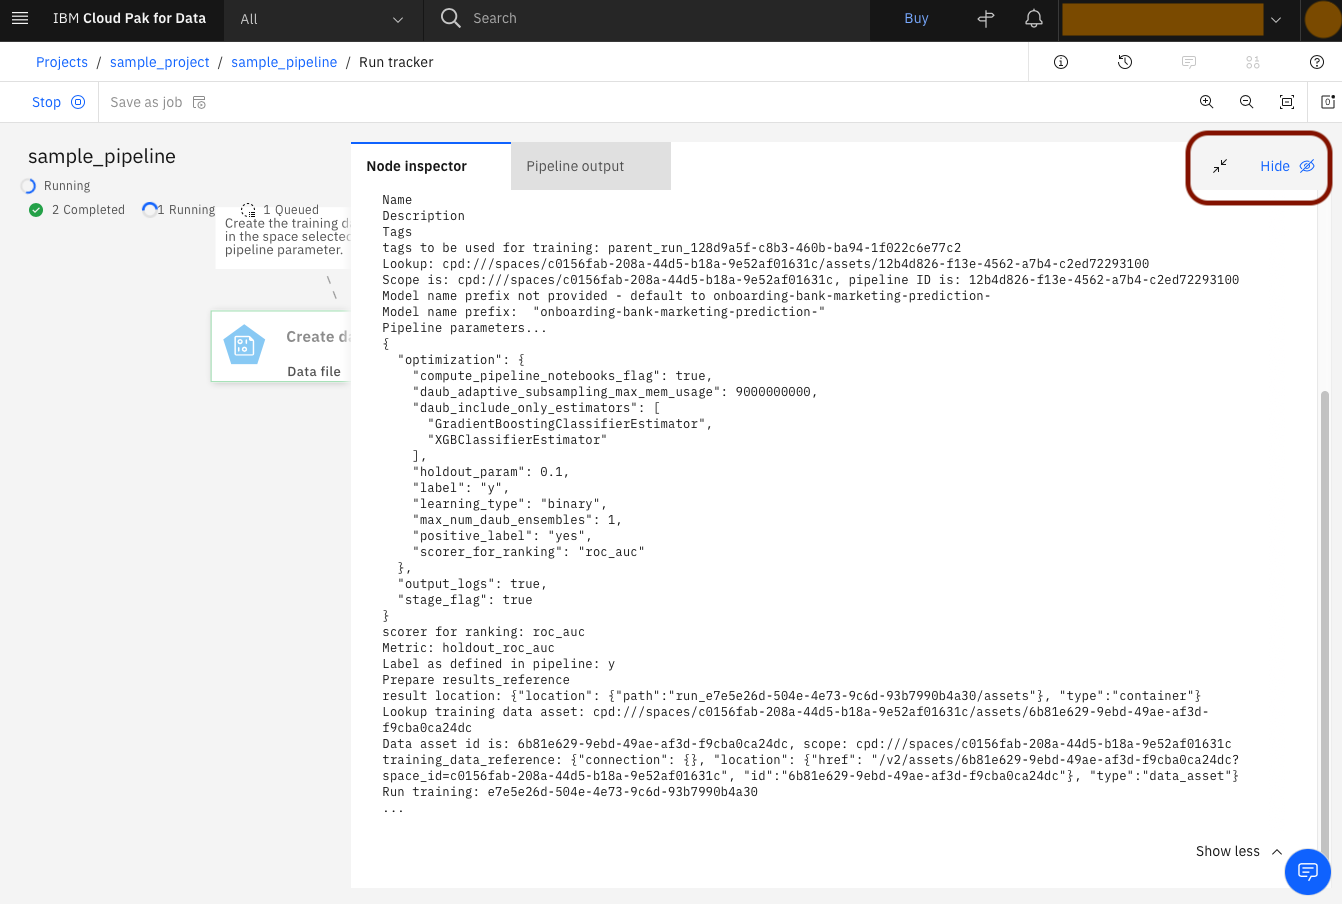 IBM Cloud Pak for Data
All
Search
Buy
Projects / sample_project / sample_pipeline / Run tracker
Stop
Save as job
sample_pipeline
Running
2 Completed
1 Running
1 Queued
Create the training da
in the space selected
pipeline parameter.
Create da
Data file
Node inspector
Pipeline output
Hide
Name
Description
Tags
tags to be used for training: parent_run_128d9a5f-c8b3-460b-ba94-1f022c6e77c2
Lookup: cpd:///spaces/c0156fab-208a-44d5-b18a-9e52af01631c/assets/12b4d826-f13e-4562-a7b4-c2ed72293100
Scope is: cpd:///spaces/c0156fab-208a-44d5-b18a-9e52af01631c, pipeline ID is: 12b4d826-f13e-4562-a7b4-c2ed72293100
Model name prefix not provided - default to onboarding-bank-marketing-prediction-
Model name prefix:  "onboarding-bank-marketing-prediction-"
Pipeline parameters...
{
  "optimization": {
    "compute_pipeline_notebooks_flag": true,
    "daub_adaptive_subsampling_max_mem_usage": 9000000000,
    "daub_include_only_estimators": [
      "GradientBoostingClassifierEstimator",
      "XGBClassifierEstimator"
    ],
    "holdout_param": 0.1,
    "label": "y",
    "learning_type": "binary",
    "max_num_daub_ensembles": 1,
    "positive_label": "yes",
    "scorer_for_ranking": "roc_auc"
  },
  "output_logs": true,
  "stage_flag": true
}
scorer for ranking: roc_auc
Metric: holdout_roc_auc
Label as defined in pipeline: y
Prepare results_reference
result location: {"location": {"path":"run_e7e5e26d-504e-4e73-9c6d-93b7990b4a30/assets"}, "type":"container"}
Lookup training data asset: cpd:///spaces/c0156fab-208a-44d5-b18a-9e52af01631c/assets/6b81e629-9ebd-49ae-af3d-
f9cba0ca24dc
Data asset id is: 6b81e629-9ebd-49ae-af3d-f9cba0ca24dc, scope: cpd:///spaces/c0156fab-208a-44d5-b18a-9e52af01631c
training_data_reference: {"connection": {}, "location": {"href": "/v2/assets/6b81e629-9ebd-49ae-af3d-f9cba0ca24dc?
space_id=c0156fab-208a-44d5-b18a-9e52af01631c", "id":"6b81e629-9ebd-49ae-af3d-f9cba0ca24dc"}, "type":"data_asset"}
Run training: e7e5e26d-504e-4e73-9c6d-93b7990b4a30
...
Show less